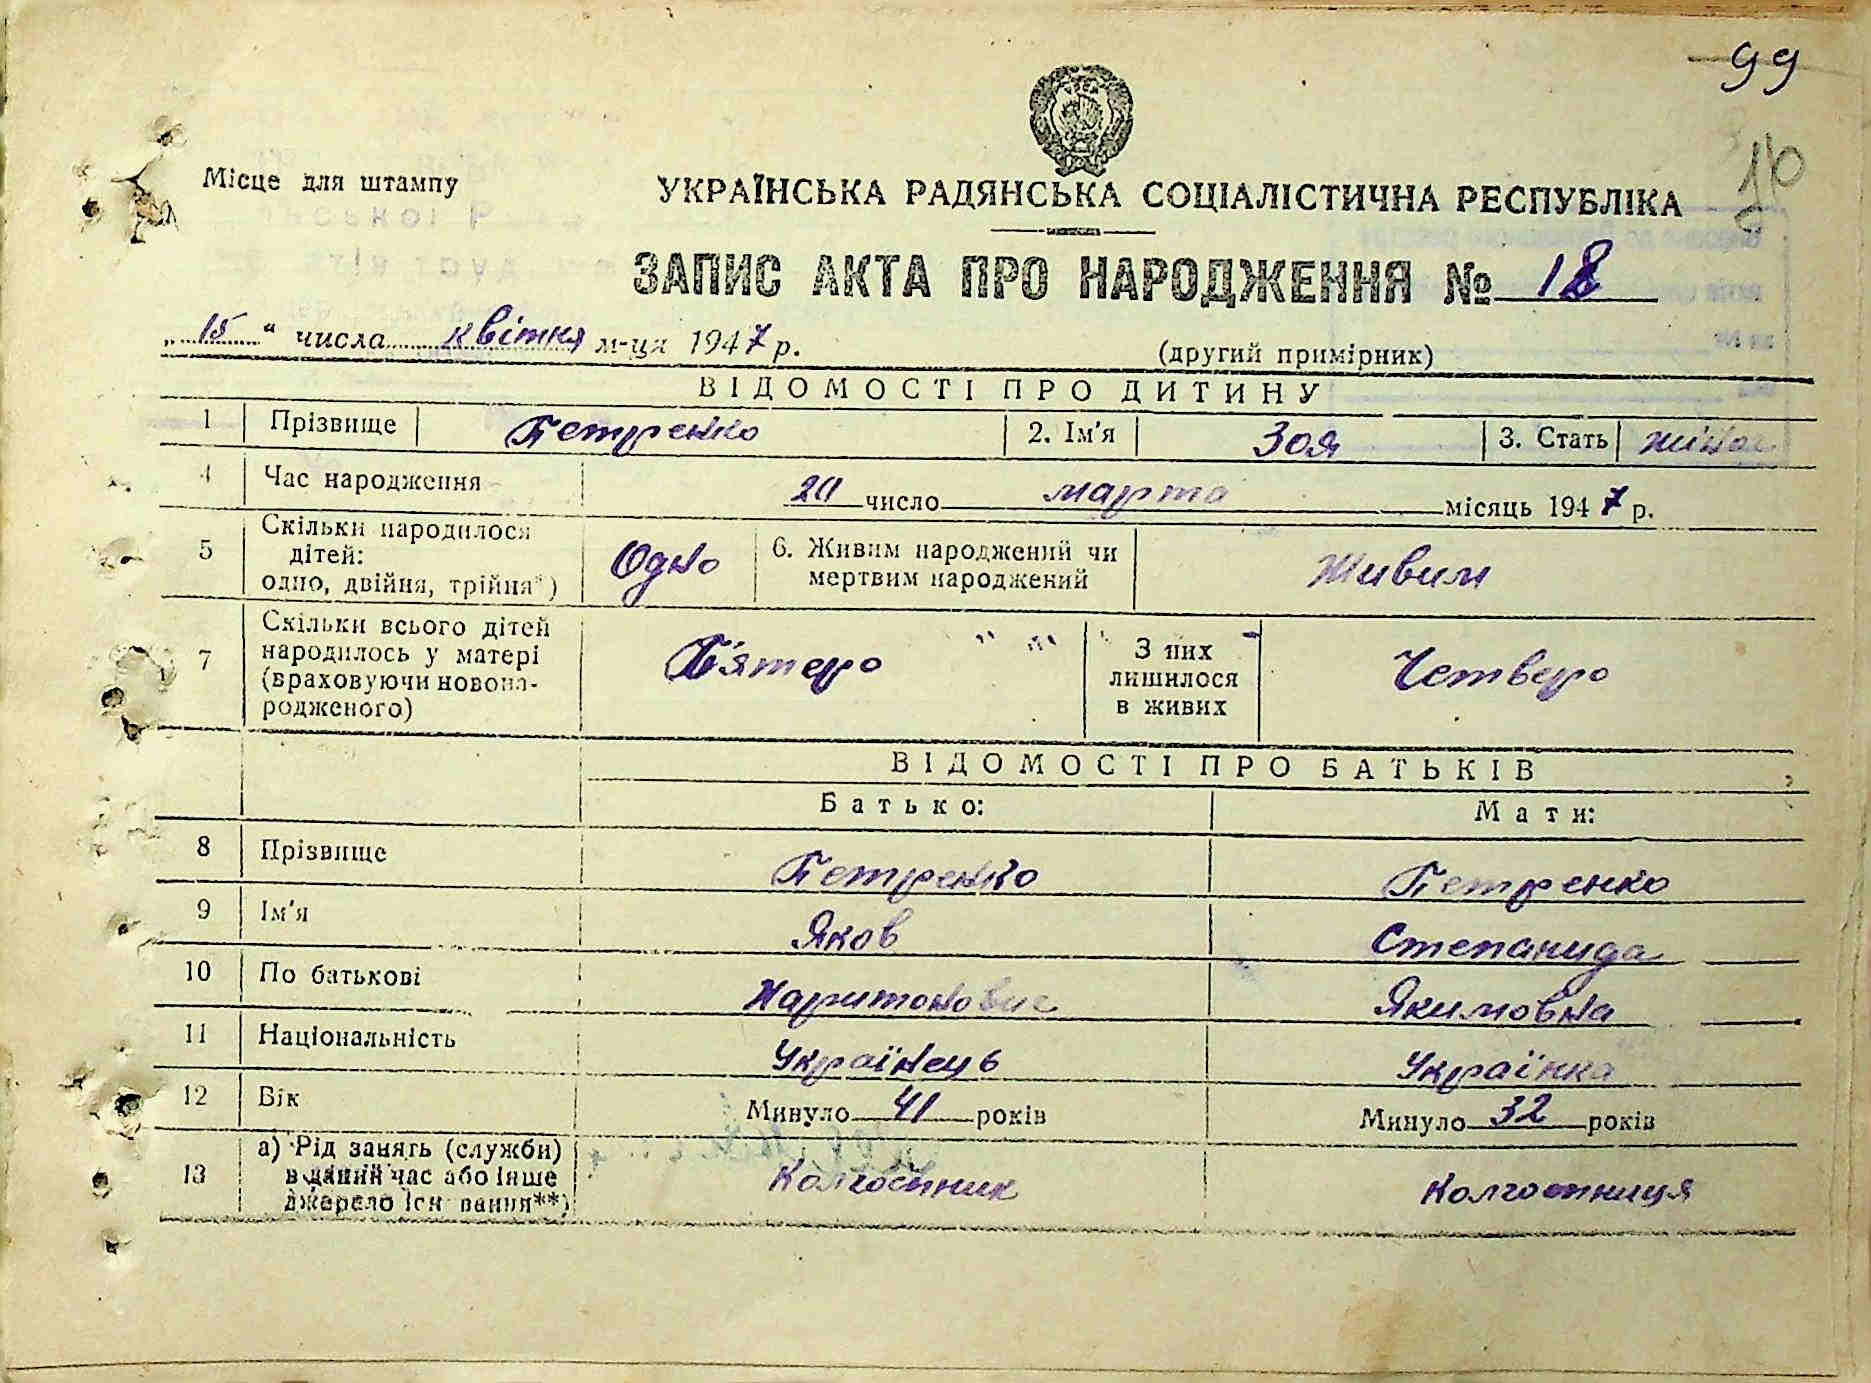 99
10
Місце для штампу
УКРАЇНСЬКА РАДЯНСЬКА СОЦІАЛІСТИЧНА РЕСПУБЛІКА
ЗАПИС АКТА ПРО НАРОДЖЕННЯ № 18
„15“ числа квітня м-ця 1947 р.
(другий примірник)
ВІДОМОСТІ ПРО ДИТИНУ
1 Прізвище Петренко 2. Ім'я Зоя 3. Стать жіноч
4 Час народження 20 число марта місяць 1947 р.
5 Скільки народилося дітей: одно, двійня, трійня*) Одно 6. Живим народжений чи мертвим народжений Живим
7 Скільки всього дітей народилось у матері (враховуючи новона-родженого) П'ятеро З них лишилося в живих Четверо
ВІДОМОСТІ ПРО БАТЬКІВ
Батько: Мати:
8 Прізвище Петренко Петренко
9 Ім'я Яков Степанида
10 По батькові Харитонович Якимовна
11 Національність Українець Українка
12 Вік Минуло 41 років Минуло 32 років
13 а) Рід занять (служби) в даний час або інше джерело існування**) Колгоспник Колгоспниця